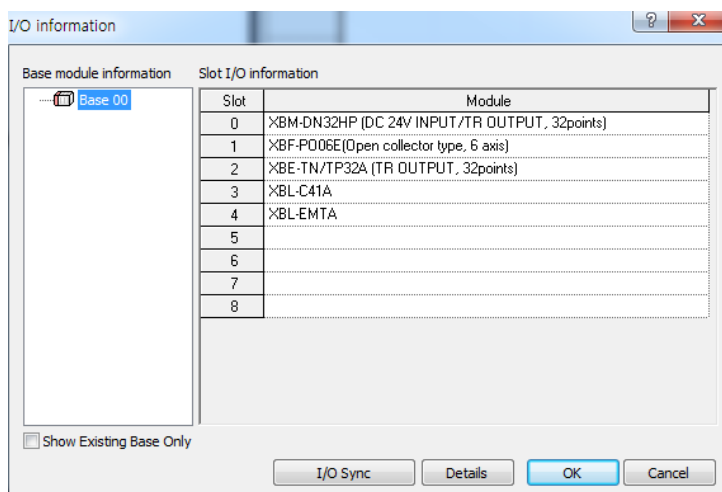 I/O information
Base module information
Slot I/O information
Base 00
Slot Module
0 XBM-DN32HP (DC 24V INPUT/TR OUTPUT, 32points)
1 XBF-PO06E(Open collector type, 6 axis)
2 XBE-TN/TP32A (TR OUTPUT, 32points)
3 XBL-C41A
4 XBL-EMTA
5
6
7
8
Show Existing Base Only
I/O Sync Details OK Cancel